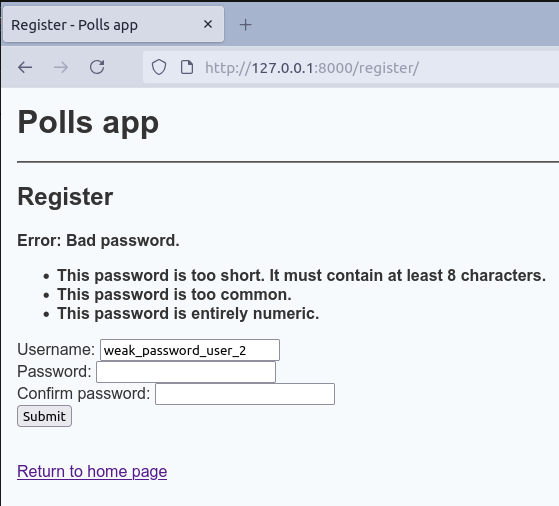 Register - Polls app
http://127.0.0.1:8000/register/
Polls app
Register
Error: Bad password.
• This password is too short. It must contain at least 8 characters.
• This password is too common.
• This password is entirely numeric.
Username: weak_password_user_2
Password:
Confirm password:
Submit
Return to home page